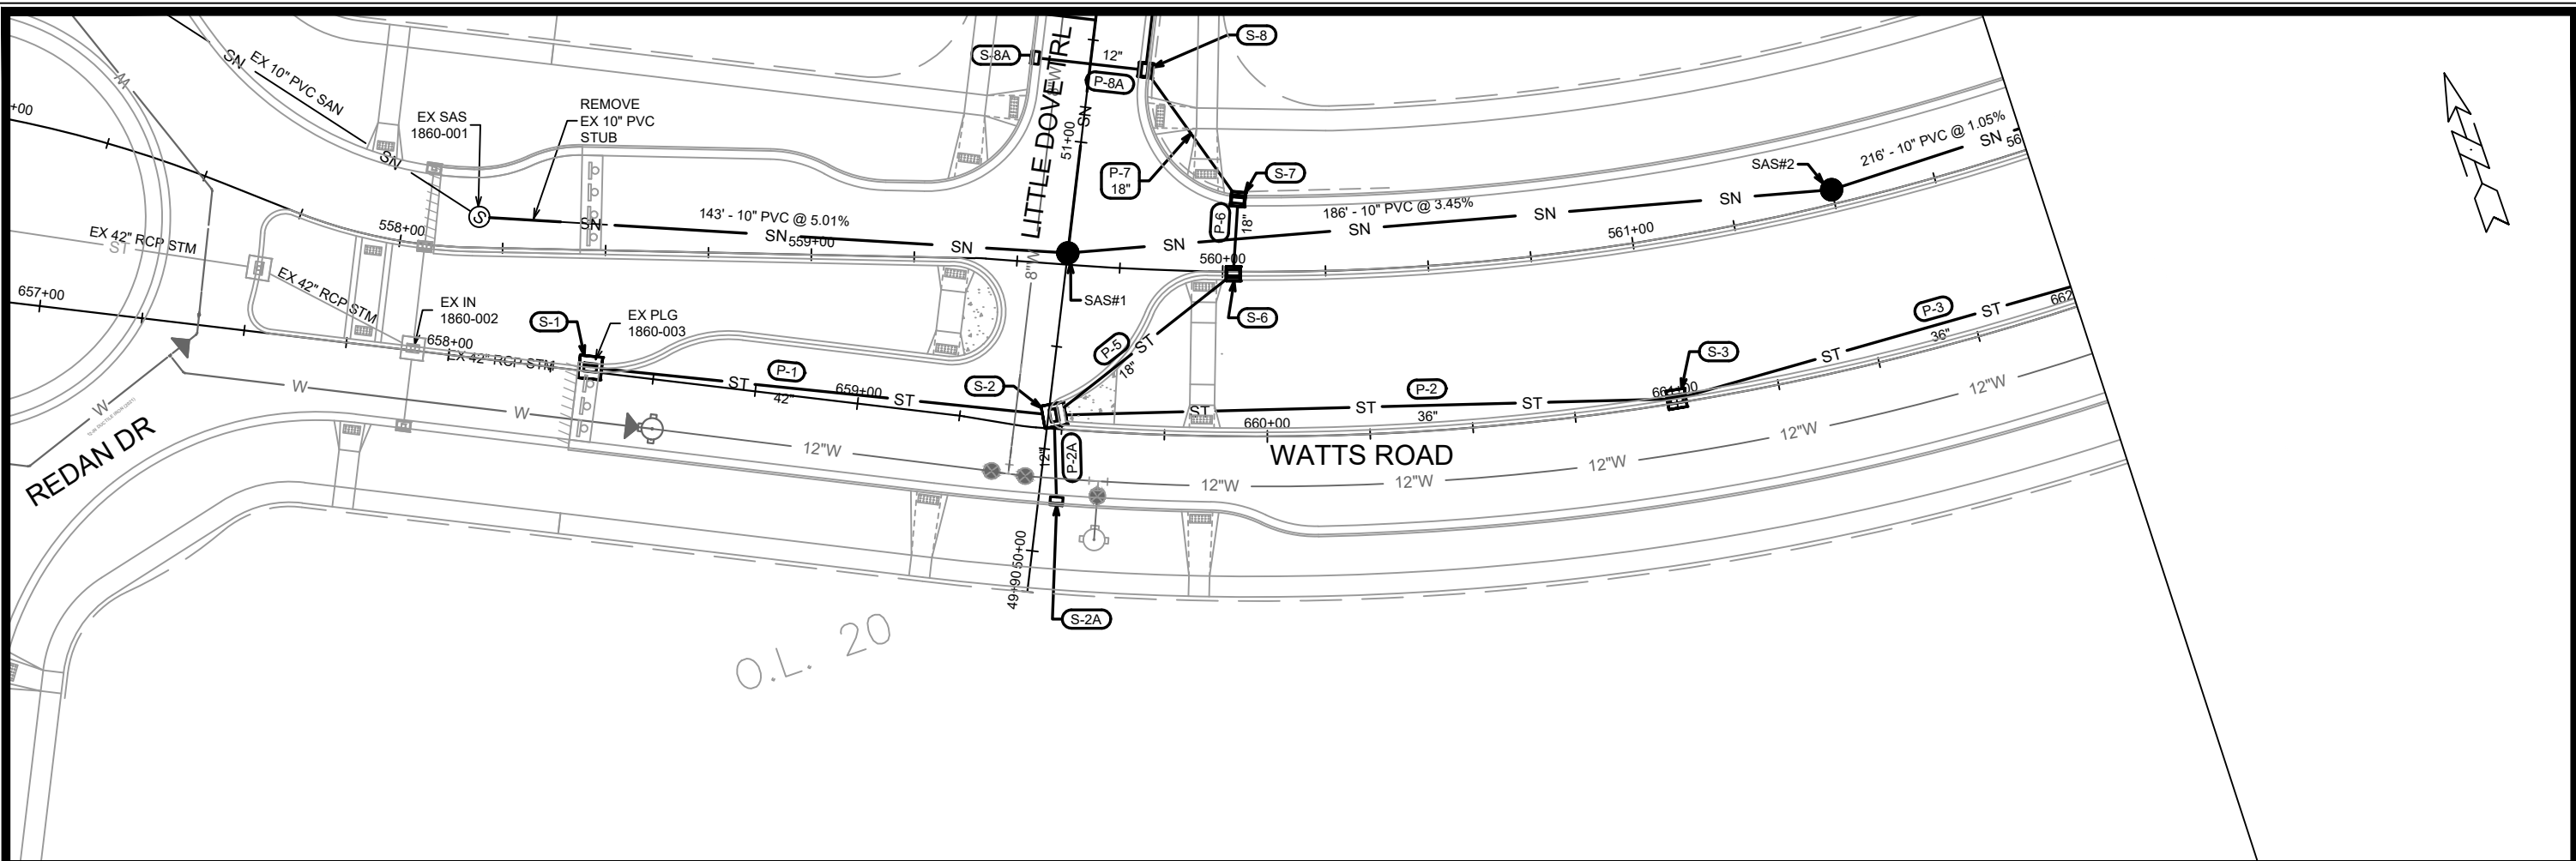 S-8
S-8A
12"
P-8A
8"W
LITTLE DOVE TRL
SN
51+00
SN
EX 10" PVC SAN
SN
W
+00
EX SAS
1860-001
REMOVE
EX 10" PVC
STUB
P-7
18"
S-7
SAS#2
216' - 10" PVC @ 1.05%
SN
56
S
SN
143' - 10" PVC @ 5.01%
SN
559+00
SN
SN
P-6
18"
186' - 10" PVC @ 3.45%
SN
SN
SN
561+00
558+00
560+00
EX 42" RCP STM
ST
EX 42" RCP STM
8"W
SAS#1
S-6
657+00
EX IN
1860-002
S-1
EX PLG
1860-003
658+00
EX 42" RCP STM
P-1
ST
42"
659+00
ST
S-2
P-5
18"
ST
P-2
ST
ST
36"
ST
660+00
S-3
661+00
ST
P-3
36"
ST
662
W
W
W
REDAN DR
12"W
12"
P-2A
WATTS ROAD
12"W
12"W
12"W
12"W
12"W
50+00
49+90
S-2A
O.L. 20